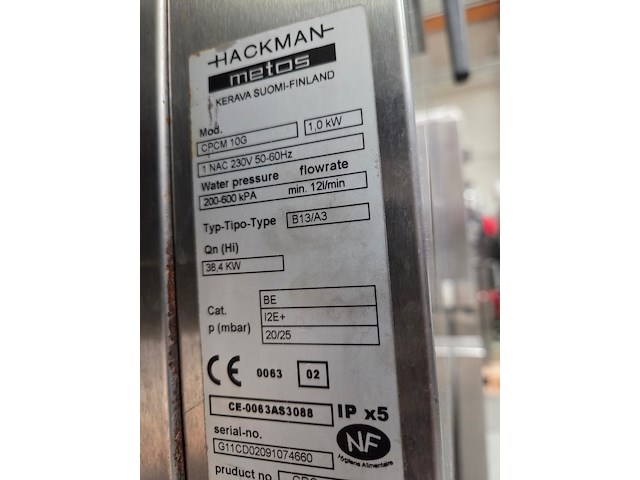 HACKMAN
metos
KERAVA SUOMI-FINLAND
Mod.
CPCM 10G 1,0 kW
1 NAC 230V 50-60Hz
Water pressure flowrate
200-600 kPA min. 12l/min
Typ-Tipo-Type B13/A3
Qn (Hi)
38,4 KW
BE
Cat. I2E+
p (mbar) 20/25
CE 0063 02
CE-0063AS3088 IP x5
serial-no.
G11CD02091074660
NF
Hygiène Alimentaire
product no